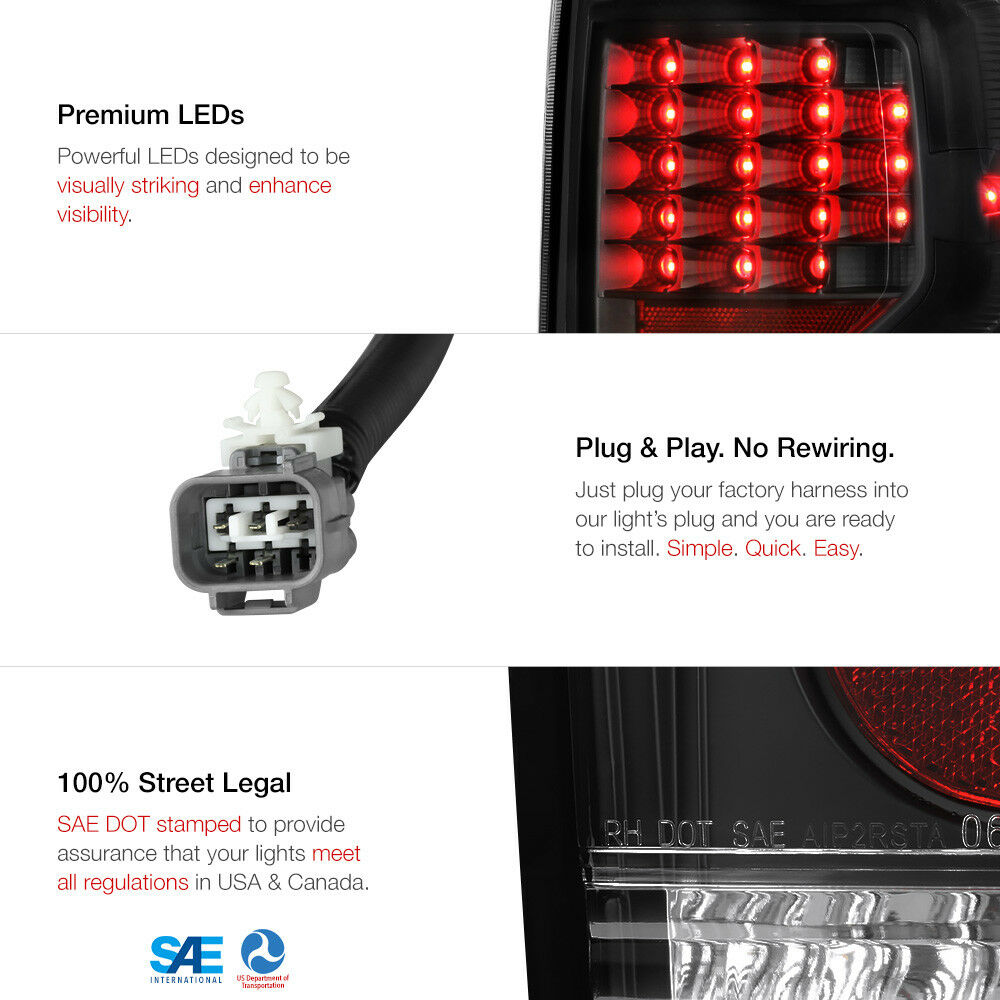 Premium LEDs
Powerful LEDs designed to be
visually striking and enhance
visibility.
Plug & Play. No Rewiring.
Just plug your factory harness into
our light's plug and you are ready
to install. Simple. Quick. Easy.
100% Street Legal
SAE DOT stamped to provide
assurance that your lights meet
all regulations in USA & Canada.
SAE
INTERNATIONAL
US Department of
Transportation
RH DOT SAE AIP2RSTA 06